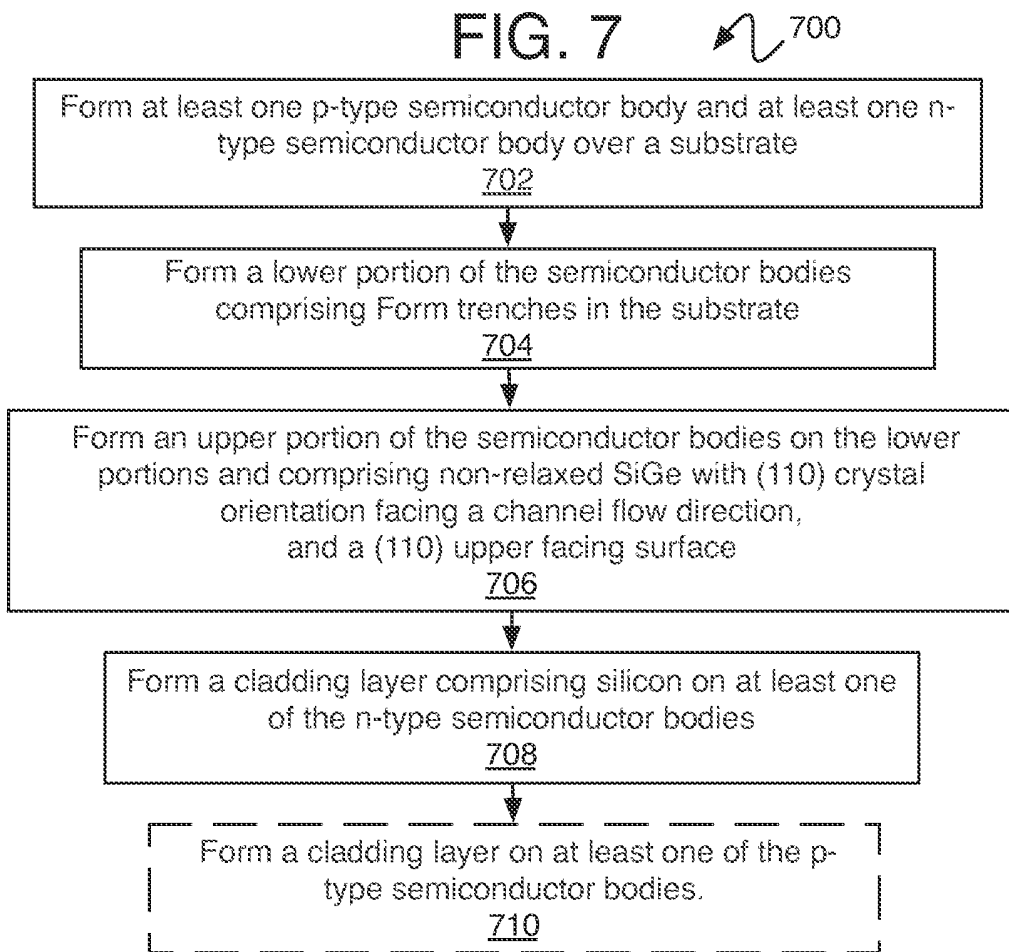 FIG. 7
700
Form at least one p-type semiconductor body and at least one n-
type semiconductor body over a substrate
702
Form a lower portion of the semiconductor bodies
comprising Form trenches in the substrate
704
Form an upper portion of the semiconductor bodies on the lower
portions and comprising non-relaxed SiGe with (110) crystal
orientation facing a channel flow direction,
and a (110) upper facing surface
706
Form a cladding layer comprising silicon on at least one
of the n-type semiconductor bodies
708
Form a cladding layer on at least one of the p-
type semiconductor bodies.
710